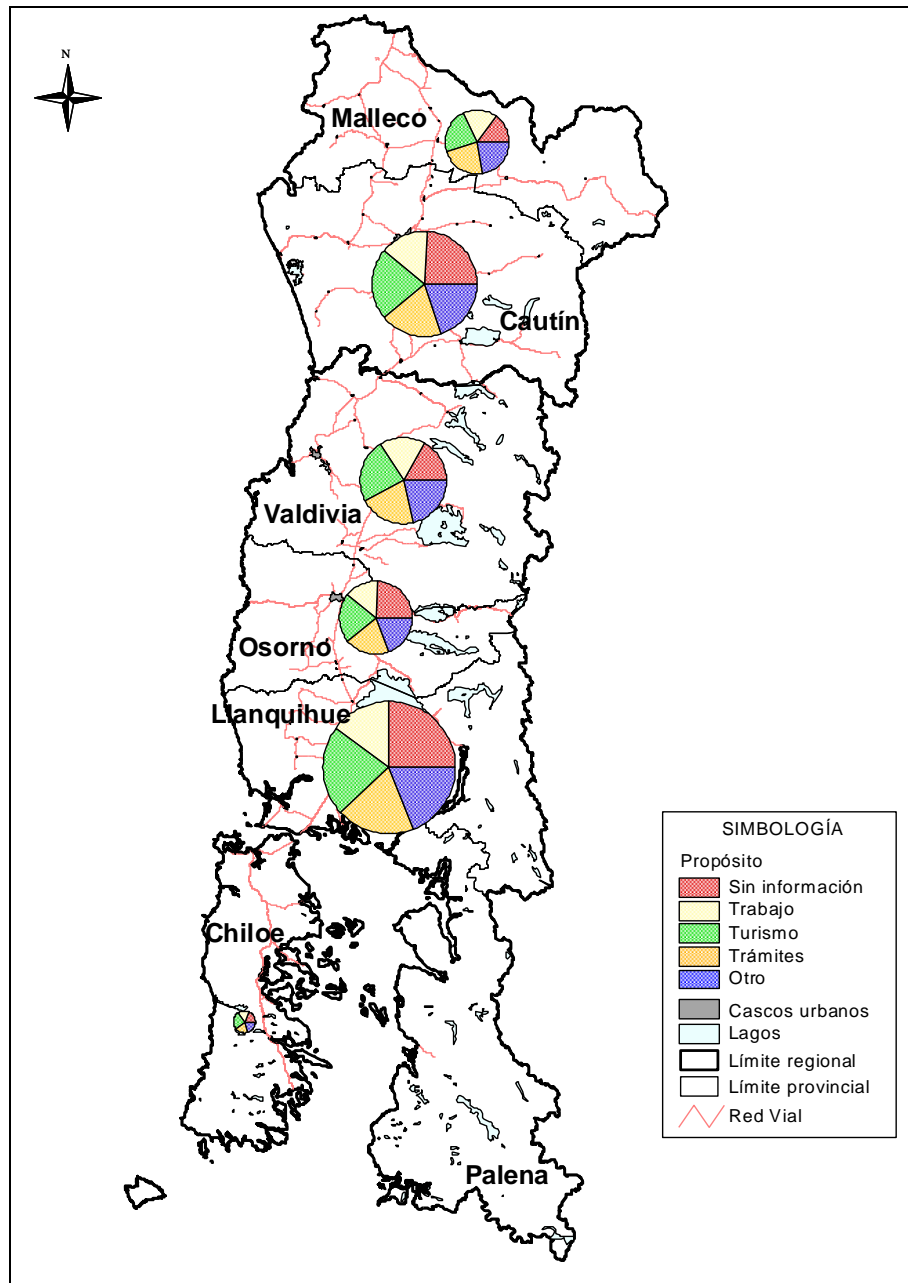 N
Malleco
Cautín
Valdivia
Osorno
Llanquihue
Chiloe
Palena
SIMBOLOGÍA
Propósito
Sin información
Trabajo
Turismo
Trámites
Otro
Cascos urbanos
Lagos
Límite regional
Límite provincial
Red Vial